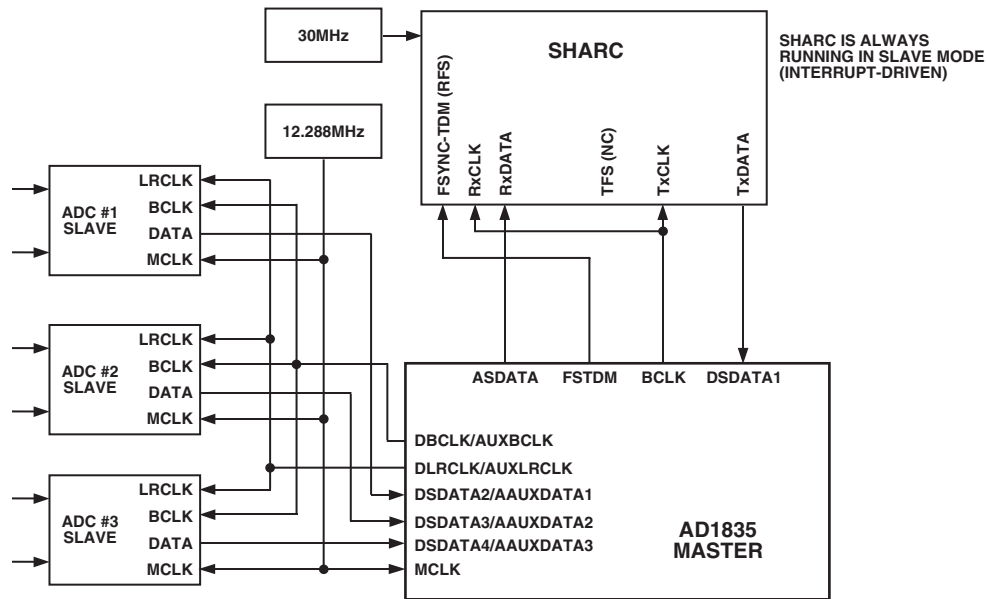 30MHz
SHARC
SHARC IS ALWAYS
RUNNING IN SLAVE MODE
(INTERRUPT-DRIVEN)
12.288MHz
FSYNC-TDM (RFS)
RxCLK
RxDATA
TFS (NC)
TxCLK
TxDATA
ADC #1
SLAVE
LRCLK
BCLK
DATA
MCLK
ADC #2
SLAVE
LRCLK
BCLK
DATA
MCLK
ADC #3
SLAVE
LRCLK
BCLK
DATA
MCLK
ASDATA
FSTDM
BCLK
DSDATA1
DBCLK/AUXBCLK
DLRCLK/AUXLRCLK
DSDATA2/AAUXDATA1
DSDATA3/AAUXDATA2
DSDATA4/AAUXDATA3
MCLK
AD1835
MASTER